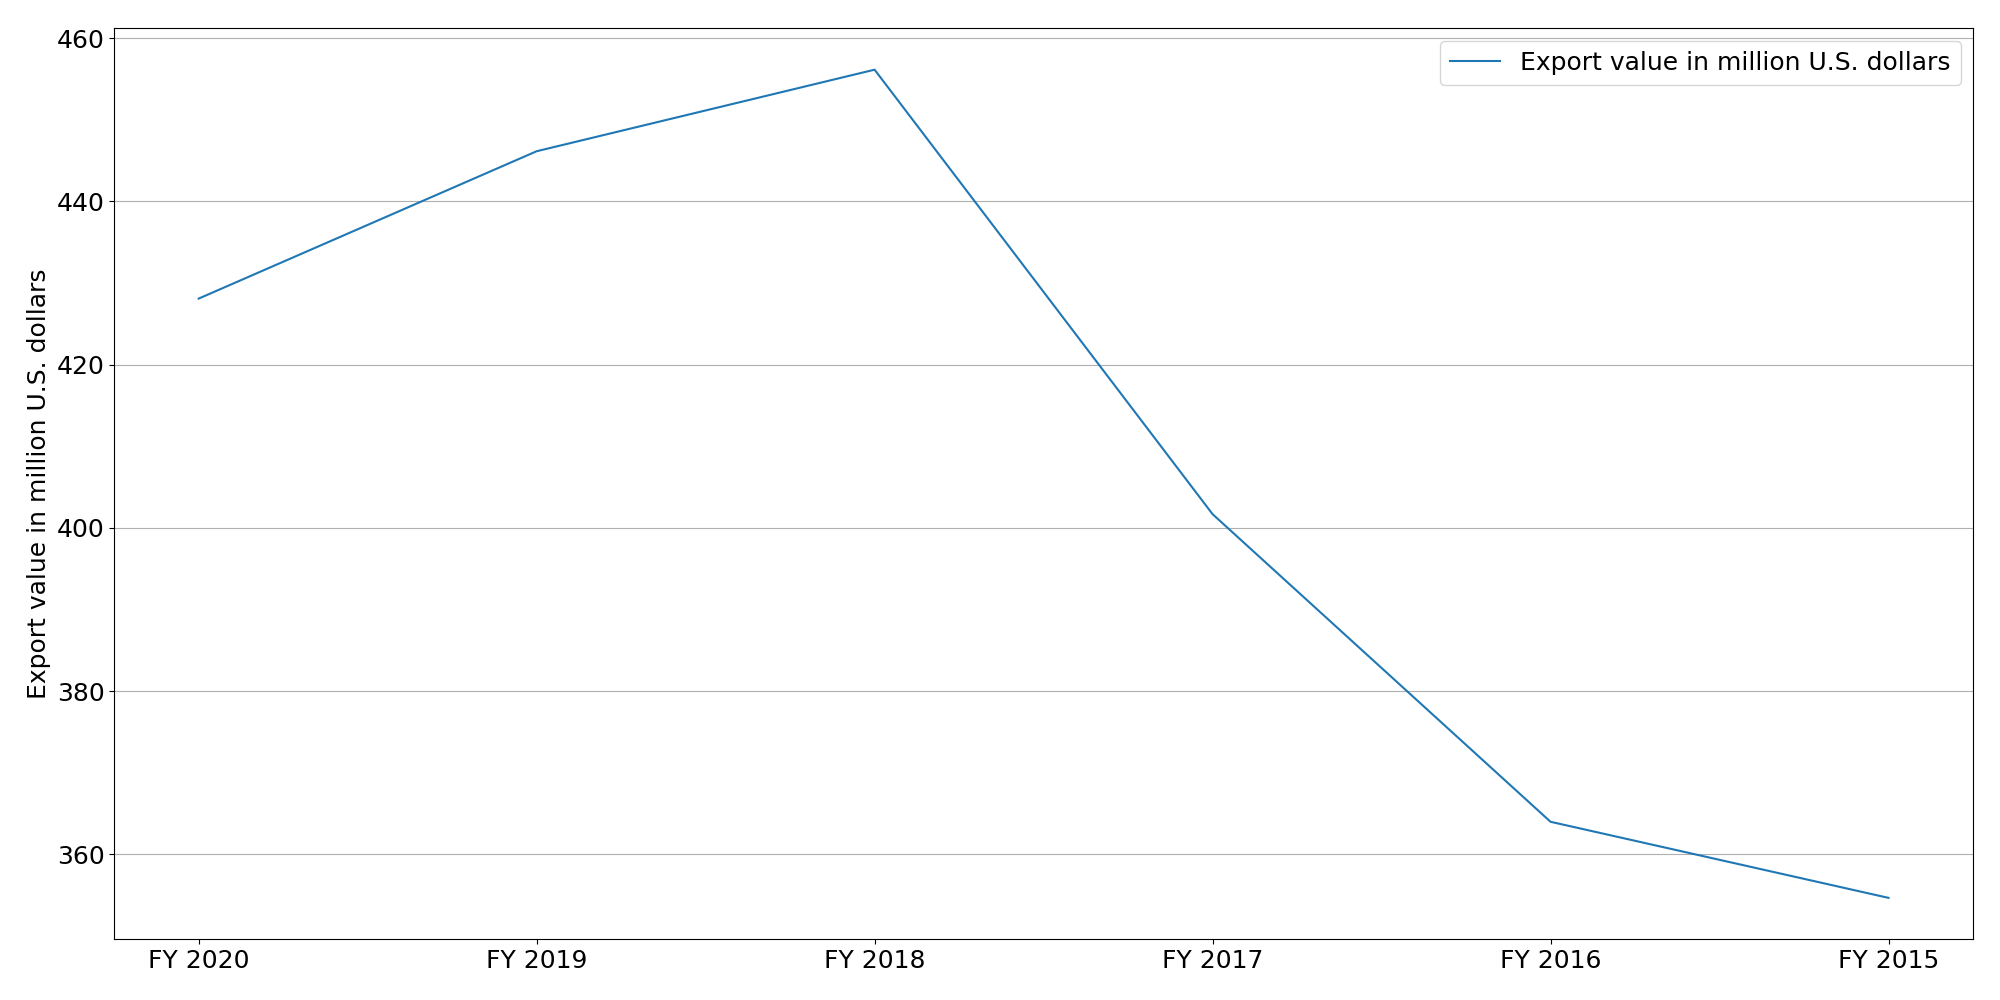 Export value in million U.S. dollars
460
440
420
400
380
360
Export value in million U.S. dollars
FY 2020
FY 2019
FY 2018
FY 2017
FY 2016
FY 2015